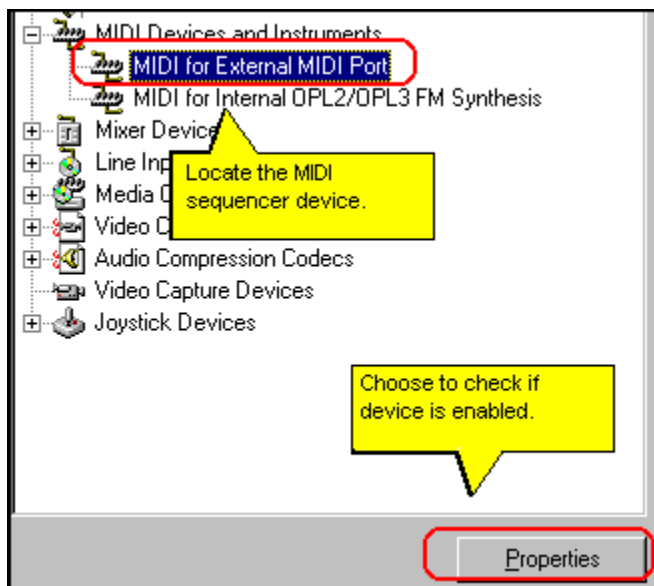 MIDI Devices and Instruments
MIDI for External MIDI Port
MIDI for Internal OPL2/OPL3 FM Synthesis
Mixer Device
Line Inp
Locate the MIDI
sequencer device.
Media
Video C
Audio Compression Codecs
Video Capture Devices
Joystick Devices
Choose to check if
device is enabled.
Properties